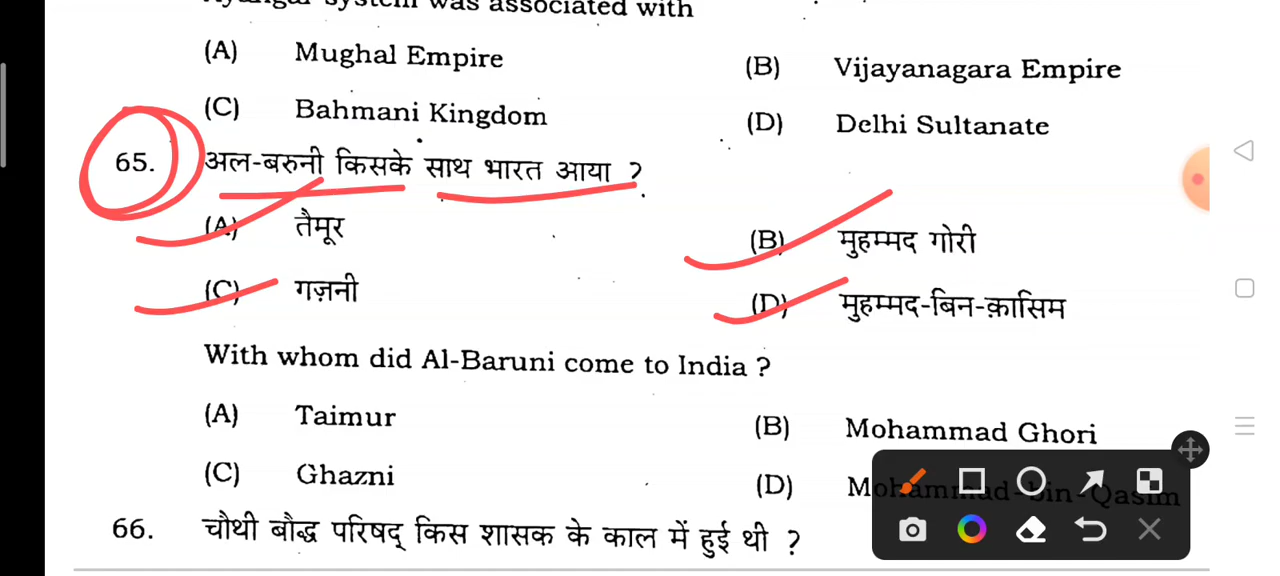 Ayangar system was associated with
(A) Mughal Empire (B) Vijayanagara Empire
(C) Bahmani Kingdom (D) Delhi Sultanate
65. अल-बरुनी किसके साथ भारत आया ?
(A) तैमूर (B) मुहम्मद गोरी
(C) गज़नी (D) मुहम्मद-बिन-क़ासिम
With whom did Al-Baruni come to India ?
(A) Taimur (B) Mohammad Ghori
(C) Ghazni (D) Mohammad-bin-Qasim
66. चौथी बौद्ध परिषद् किस शासक के काल में हुई थी ?